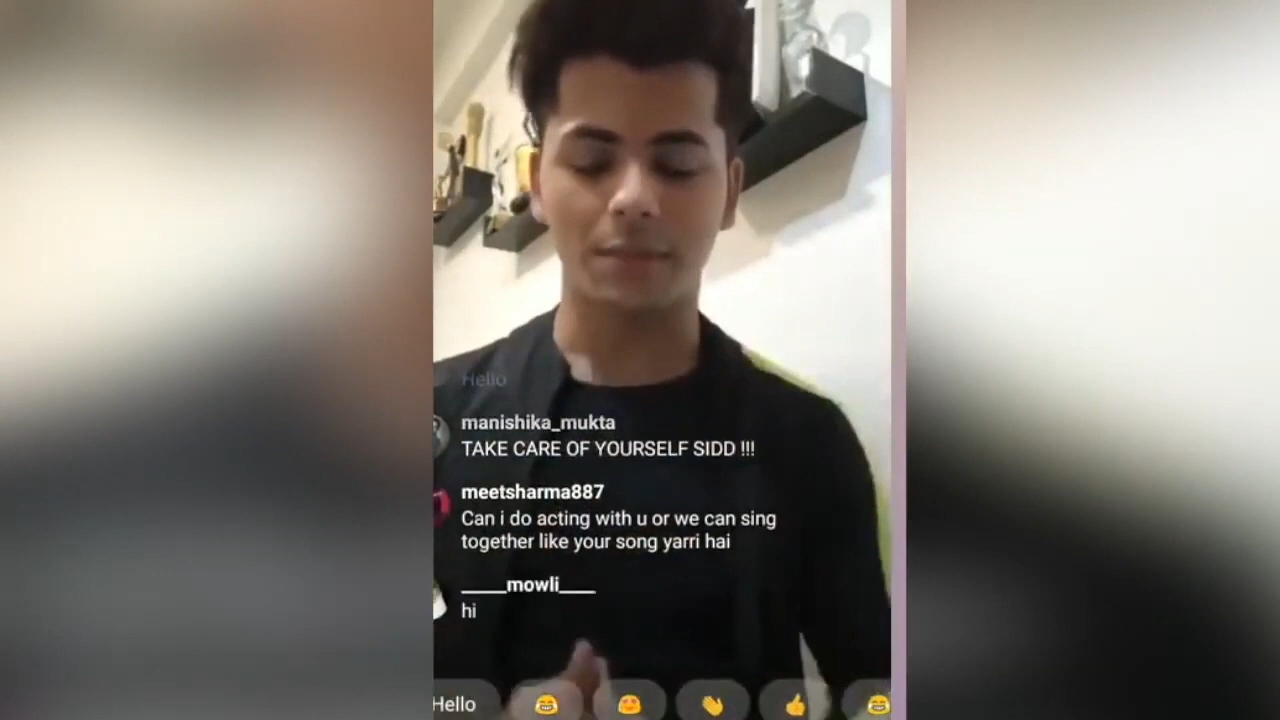 Hello
manishika_mukta
TAKE CARE OF YOURSELF SIDD !!!
meetsharma887
Can i do acting with u or we can sing
together like your song yarri hai
_____mowli____
hi
Hello